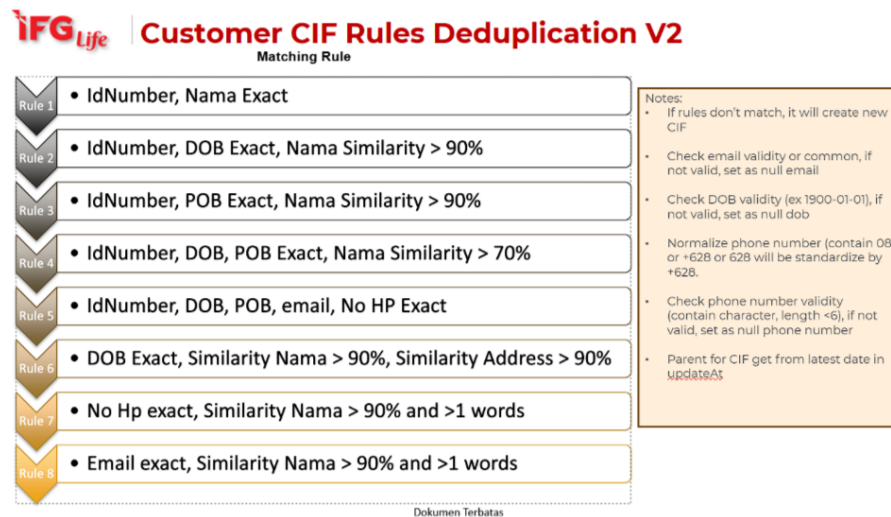 iFG Life
Customer CIF Rules Deduplication V2
Matching Rule
Rule 1
• IdNumber, Nama Exact
Rule 2
• IdNumber, DOB Exact, Nama Similarity > 90%
Rule 3
• IdNumber, POB Exact, Nama Similarity > 90%
Rule 4
• IdNumber, DOB, POB Exact, Nama Similarity > 70%
Rule 5
• IdNumber, DOB, POB, email, No HP Exact
Rule 6
• DOB Exact, Similarity Nama > 90%, Similarity Address > 90%
Rule 7
• No Hp exact, Similarity Nama > 90% and >1 words
Rule 8
• Email exact, Similarity Nama > 90% and >1 words
Notes:
• If rules don't match, it will create new
CIF
• Check email validity or common, if
not valid, set as null email
• Check DOB validity (ex 1900-01-01), if
not valid, set as null dob
• Normalize phone number (contain 08
or +628 or 628 will be standardize by
+628.
• Check phone number validity
(contain character, length <6), if not
valid, set as null phone number
• Parent for CIF get from latest date in
updateAt
Dokumen Terbatas